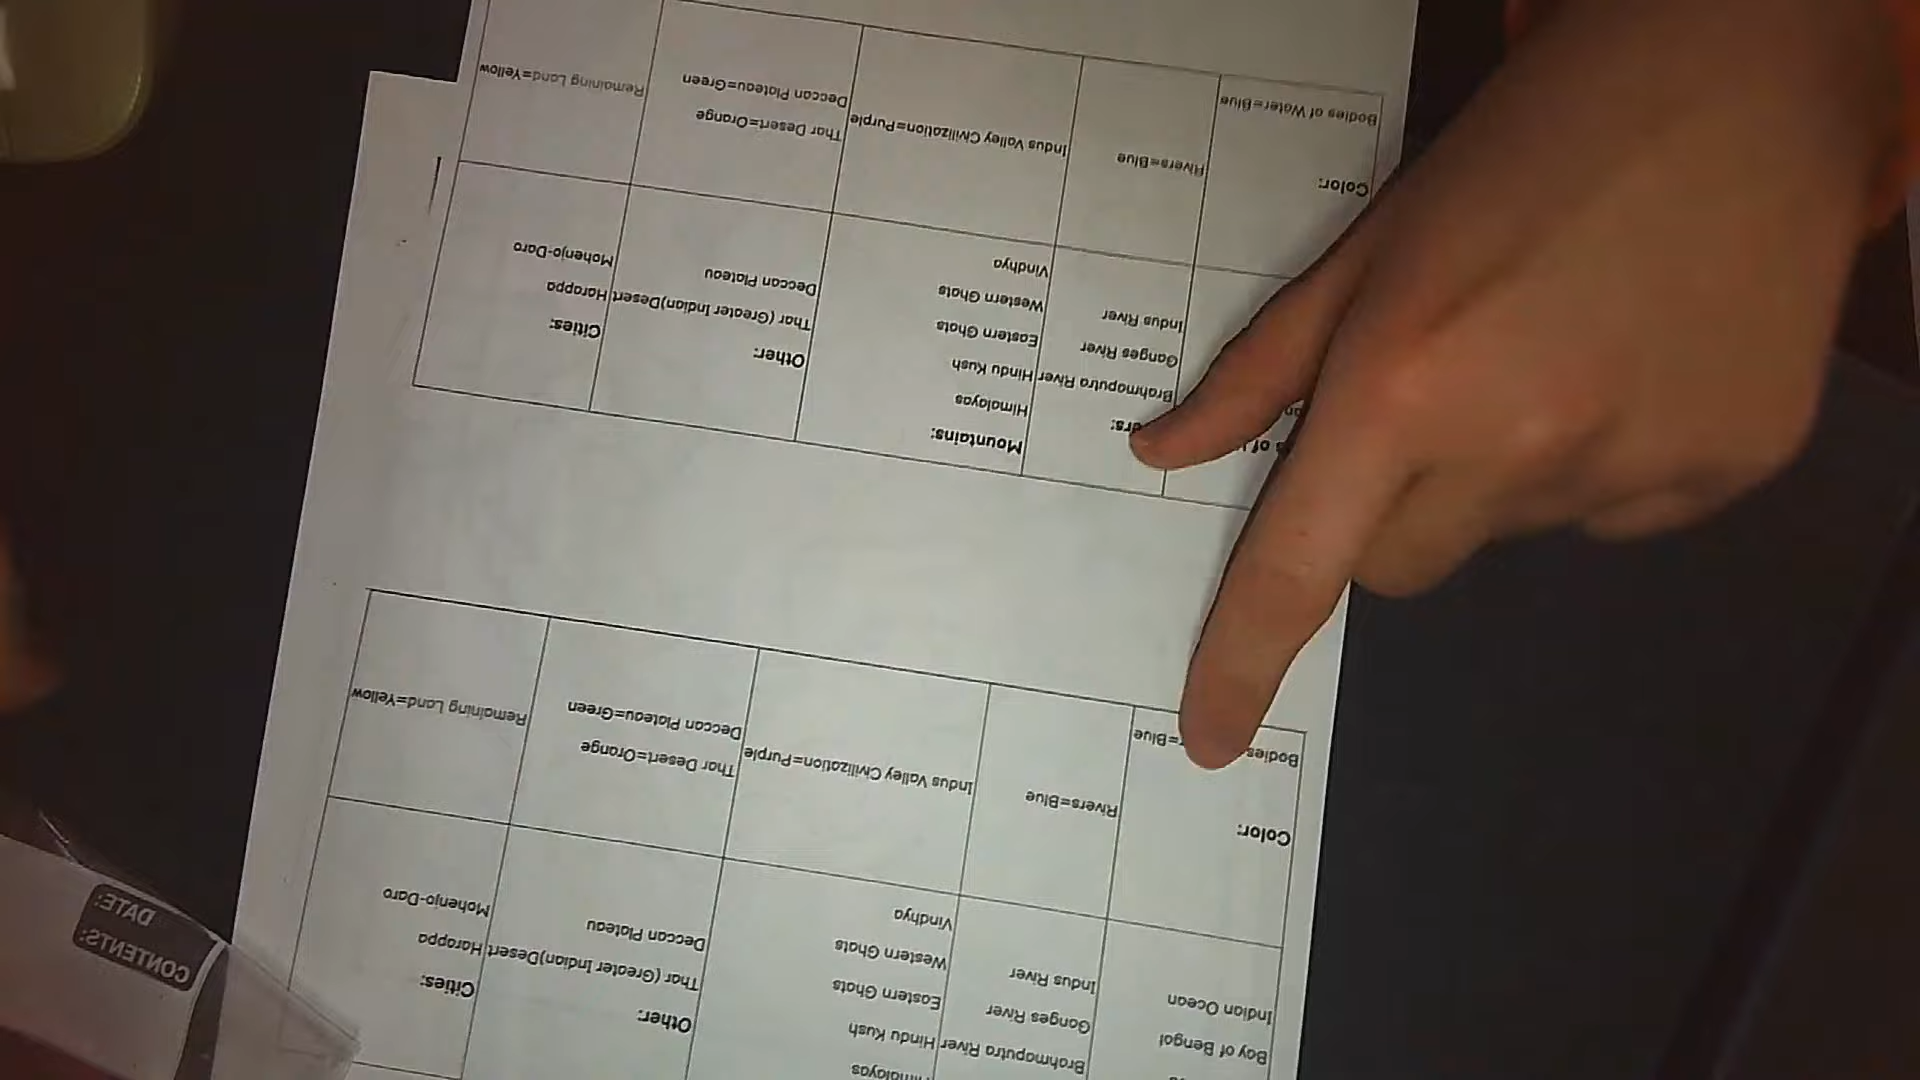 Bay of Bengal
Indian Ocean
Brahmaputra River
Ganges River
Indus River
Hindu Kush
Eastern Ghats
Western Ghats
Vindhya
Other:
Thar (Greater Indian)Desert
Deccan Plateau
Cities:
Harappa
Mohenjo-Daro
Color:
Bodies =Blue
Rivers=Blue
Indus Valley Civilization=Purple
Thar Desert=Orange
Deccan Plateau=Green
Remaining Land=Yellow
of
Brahmaputra River
Ganges River
Indus River
Mountains:
Himalayas
Hindu Kush
Eastern Ghats
Western Ghats
Vindhya
Other:
Thar (Greater Indian)Desert
Deccan Plateau
Cities:
Harappa
Mohenjo-Daro
Color:
Bodies of Water=Blue
Rivers=Blue
Indus Valley Civilization=Purple
Thar Desert=Orange
Deccan Plateau=Green
Remaining Land=Yellow
CONTENTS:
DATE: